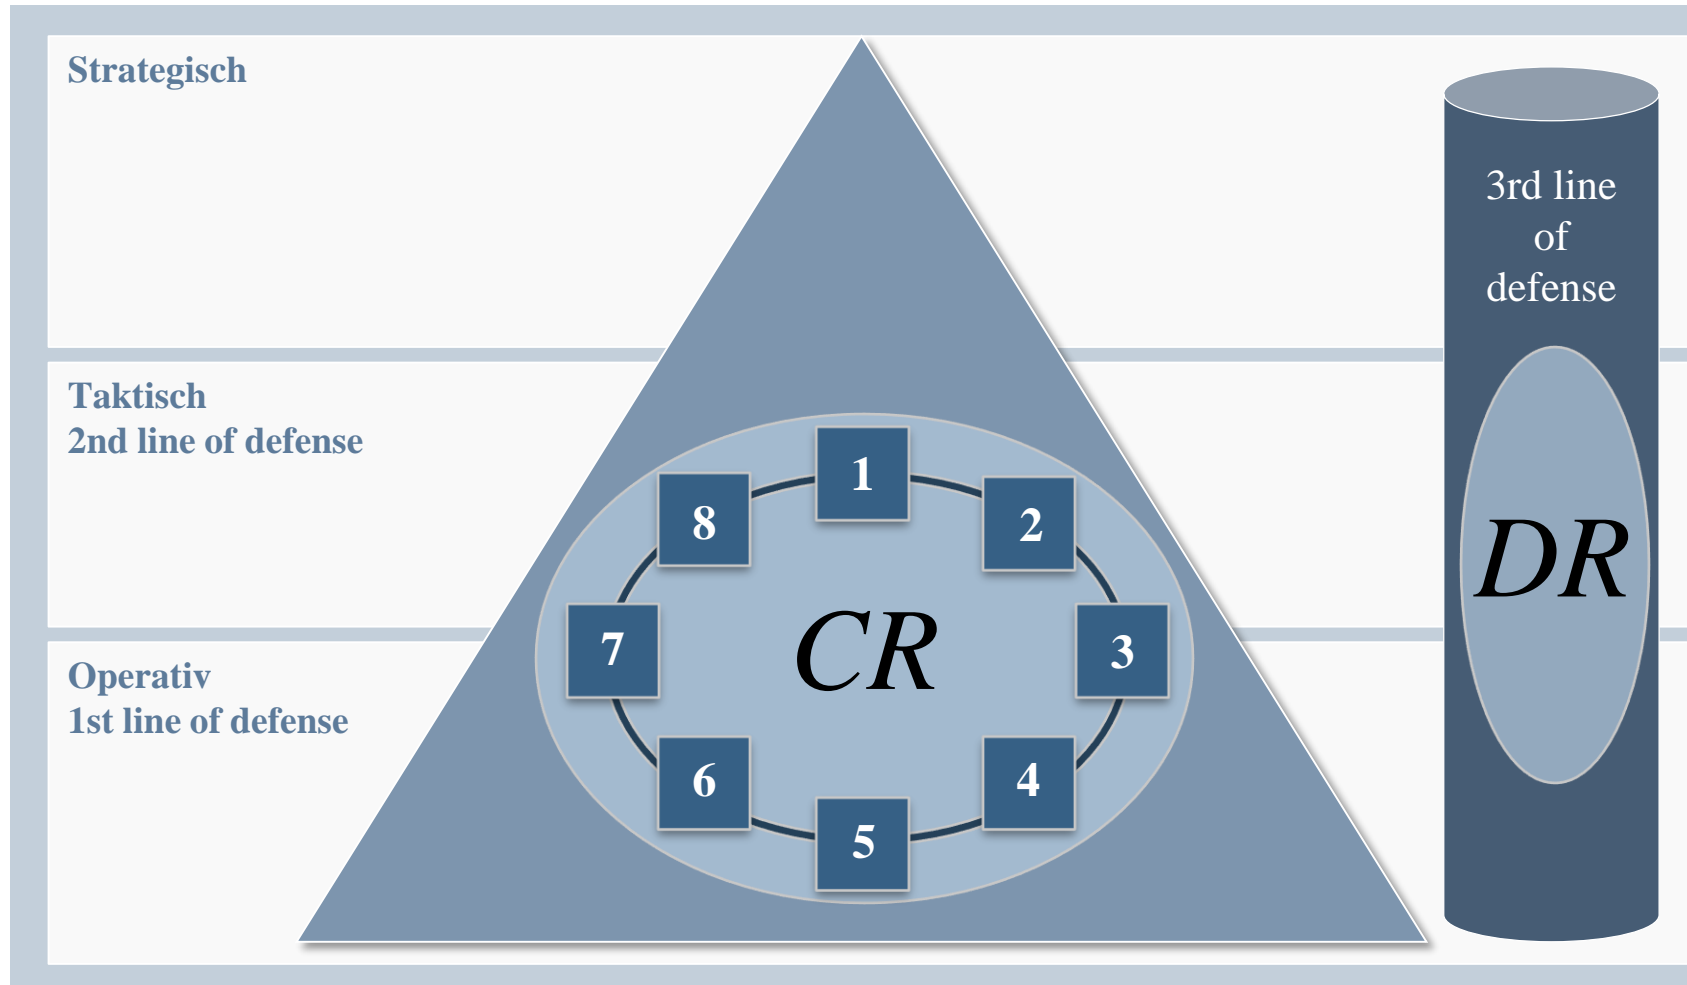 Strategisch
3rd line
of
defense
Taktisch
2nd line of defense
1
2
3
4
5
6
7
8
CR
DR
Operativ
1st line of defense